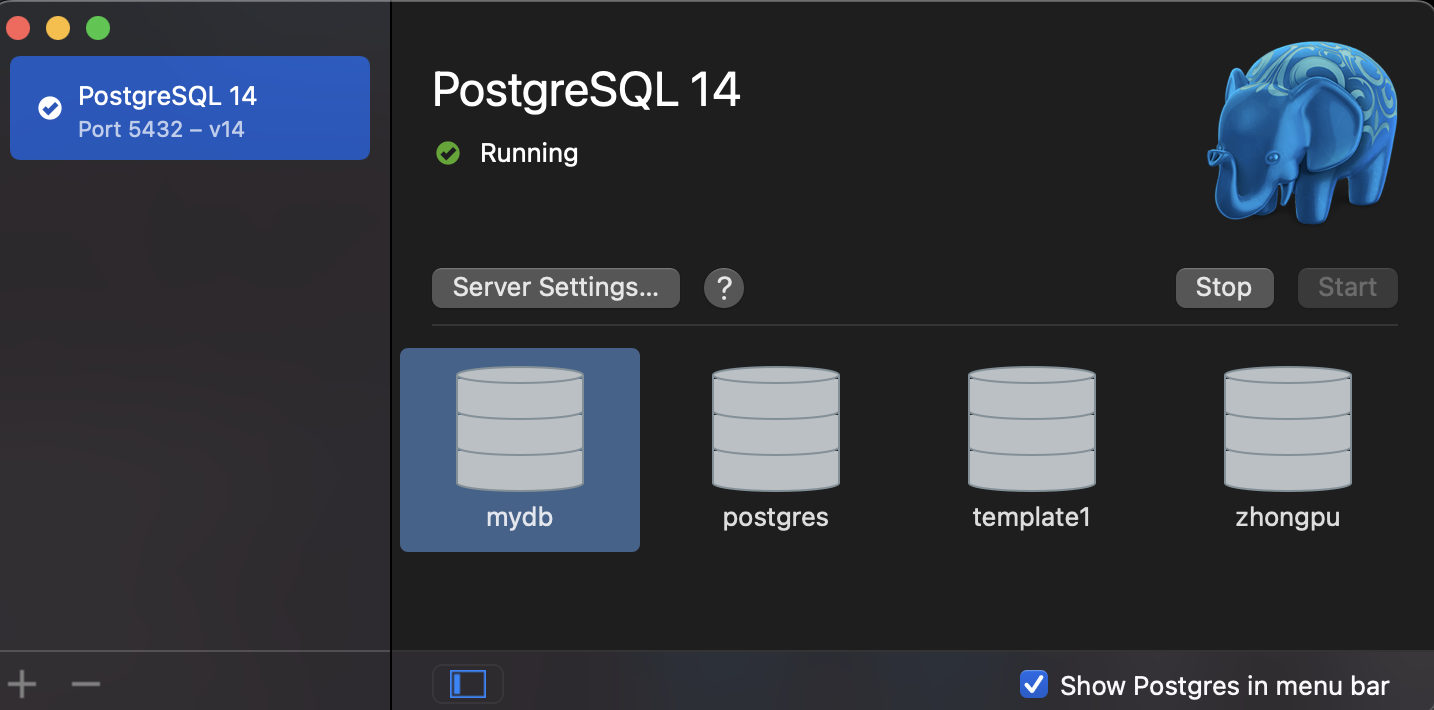 PostgreSQL 14
Port 5432 – v14
PostgreSQL 14
Running
Server Settings...
?
Stop
Start
mydb
postgres
template1
zhongpu
Show Postgres in menu bar